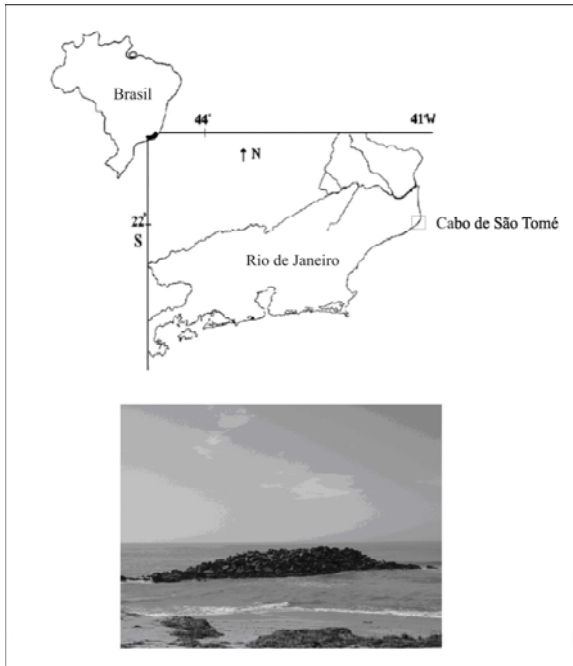 Brasil
44°
41°W
↑ N
22°
S
Cabo de São Tomé
Rio de Janeiro